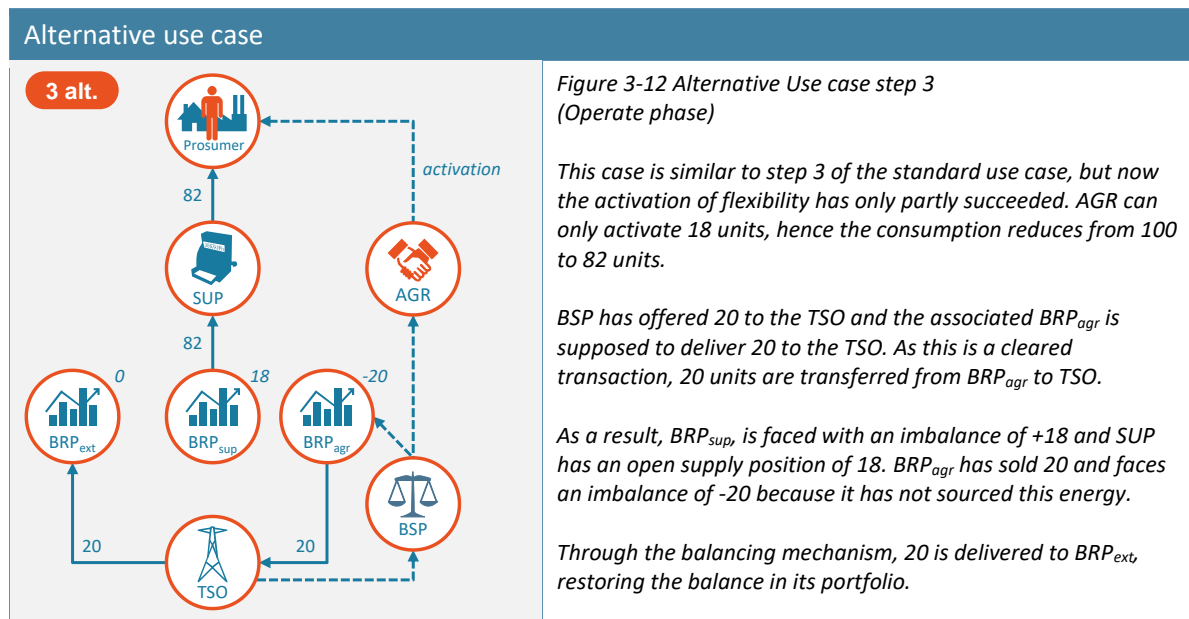 Alternative use case
3 alt.
Prosumer
activation
82
SUP
AGR
82
0
18
-20
BRPext
BRPsup
BRPagr
BSP
20
20
TSO
Figure 3-12 Alternative Use case step 3
(Operate phase)
This case is similar to step 3 of the standard use case, but now
the activation of flexibility has only partly succeeded. AGR can
only activate 18 units, hence the consumption reduces from 100
to 82 units.
BSP has offered 20 to the TSO and the associated BRPagr is
supposed to deliver 20 to the TSO. As this is a cleared
transaction, 20 units are transferred from BRPagr to TSO.
As a result, BRPsup, is faced with an imbalance of +18 and SUP
has an open supply position of 18. BRPagr has sold 20 and faces
an imbalance of -20 because it has not sourced this energy.
Through the balancing mechanism, 20 is delivered to BRPext,
restoring the balance in its portfolio.